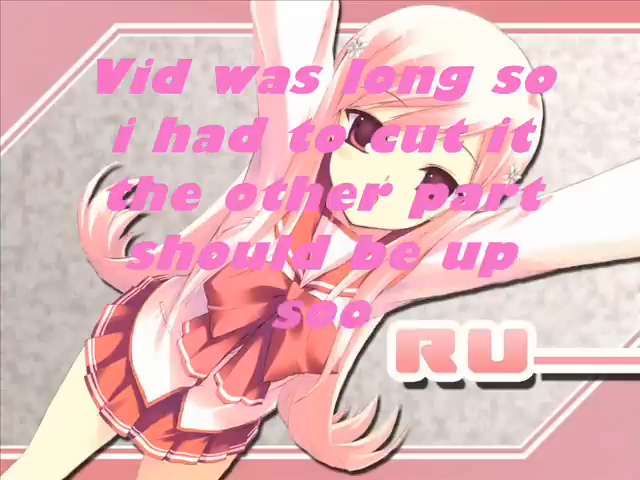 Vid was long so
i had to cut it
the other part
should be up
soo
RU